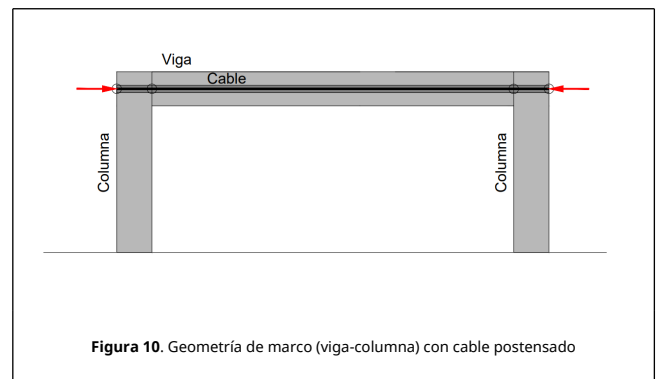 Viga
Cable
Columna
Columna
Figura 10. Geometría de marco (viga-columna) con cable postensado